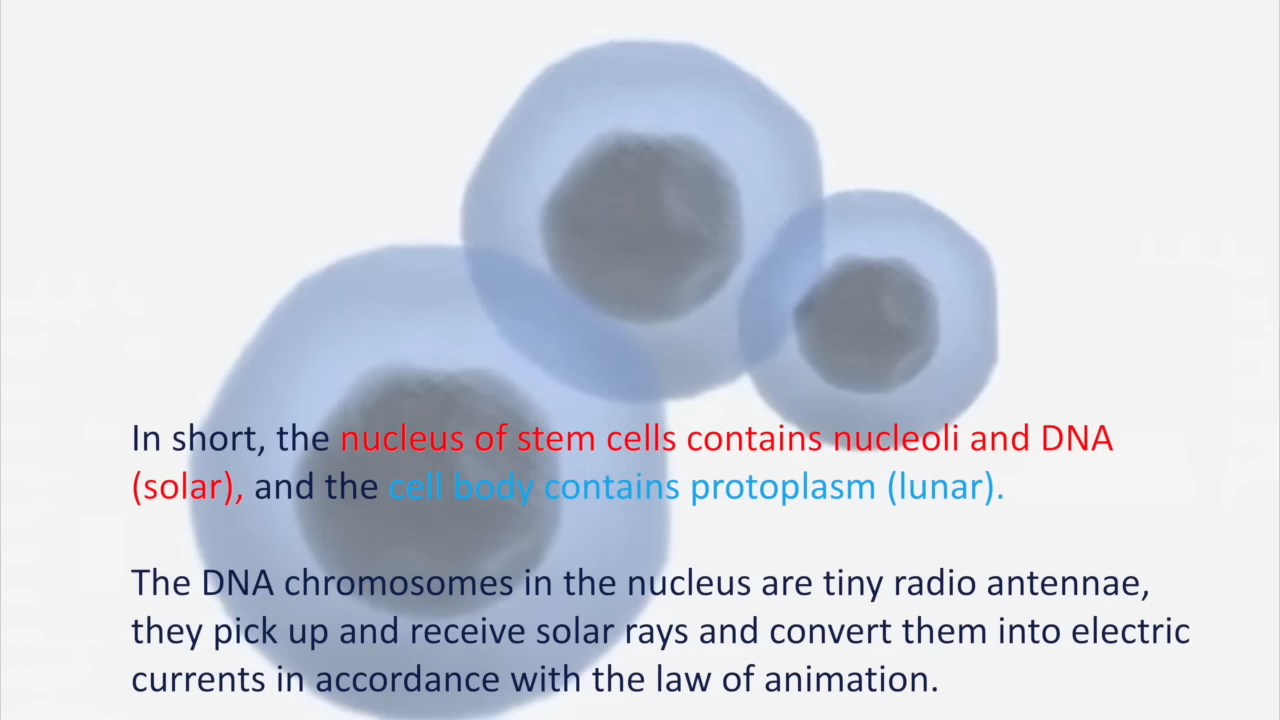 In short, the nucleus of stem cells contains nucleoli and DNA
(solar), and the cell body contains protoplasm (lunar).
The DNA chromosomes in the nucleus are tiny radio antennae,
they pick up and receive solar rays and convert them into electric
currents in accordance with the law of animation.